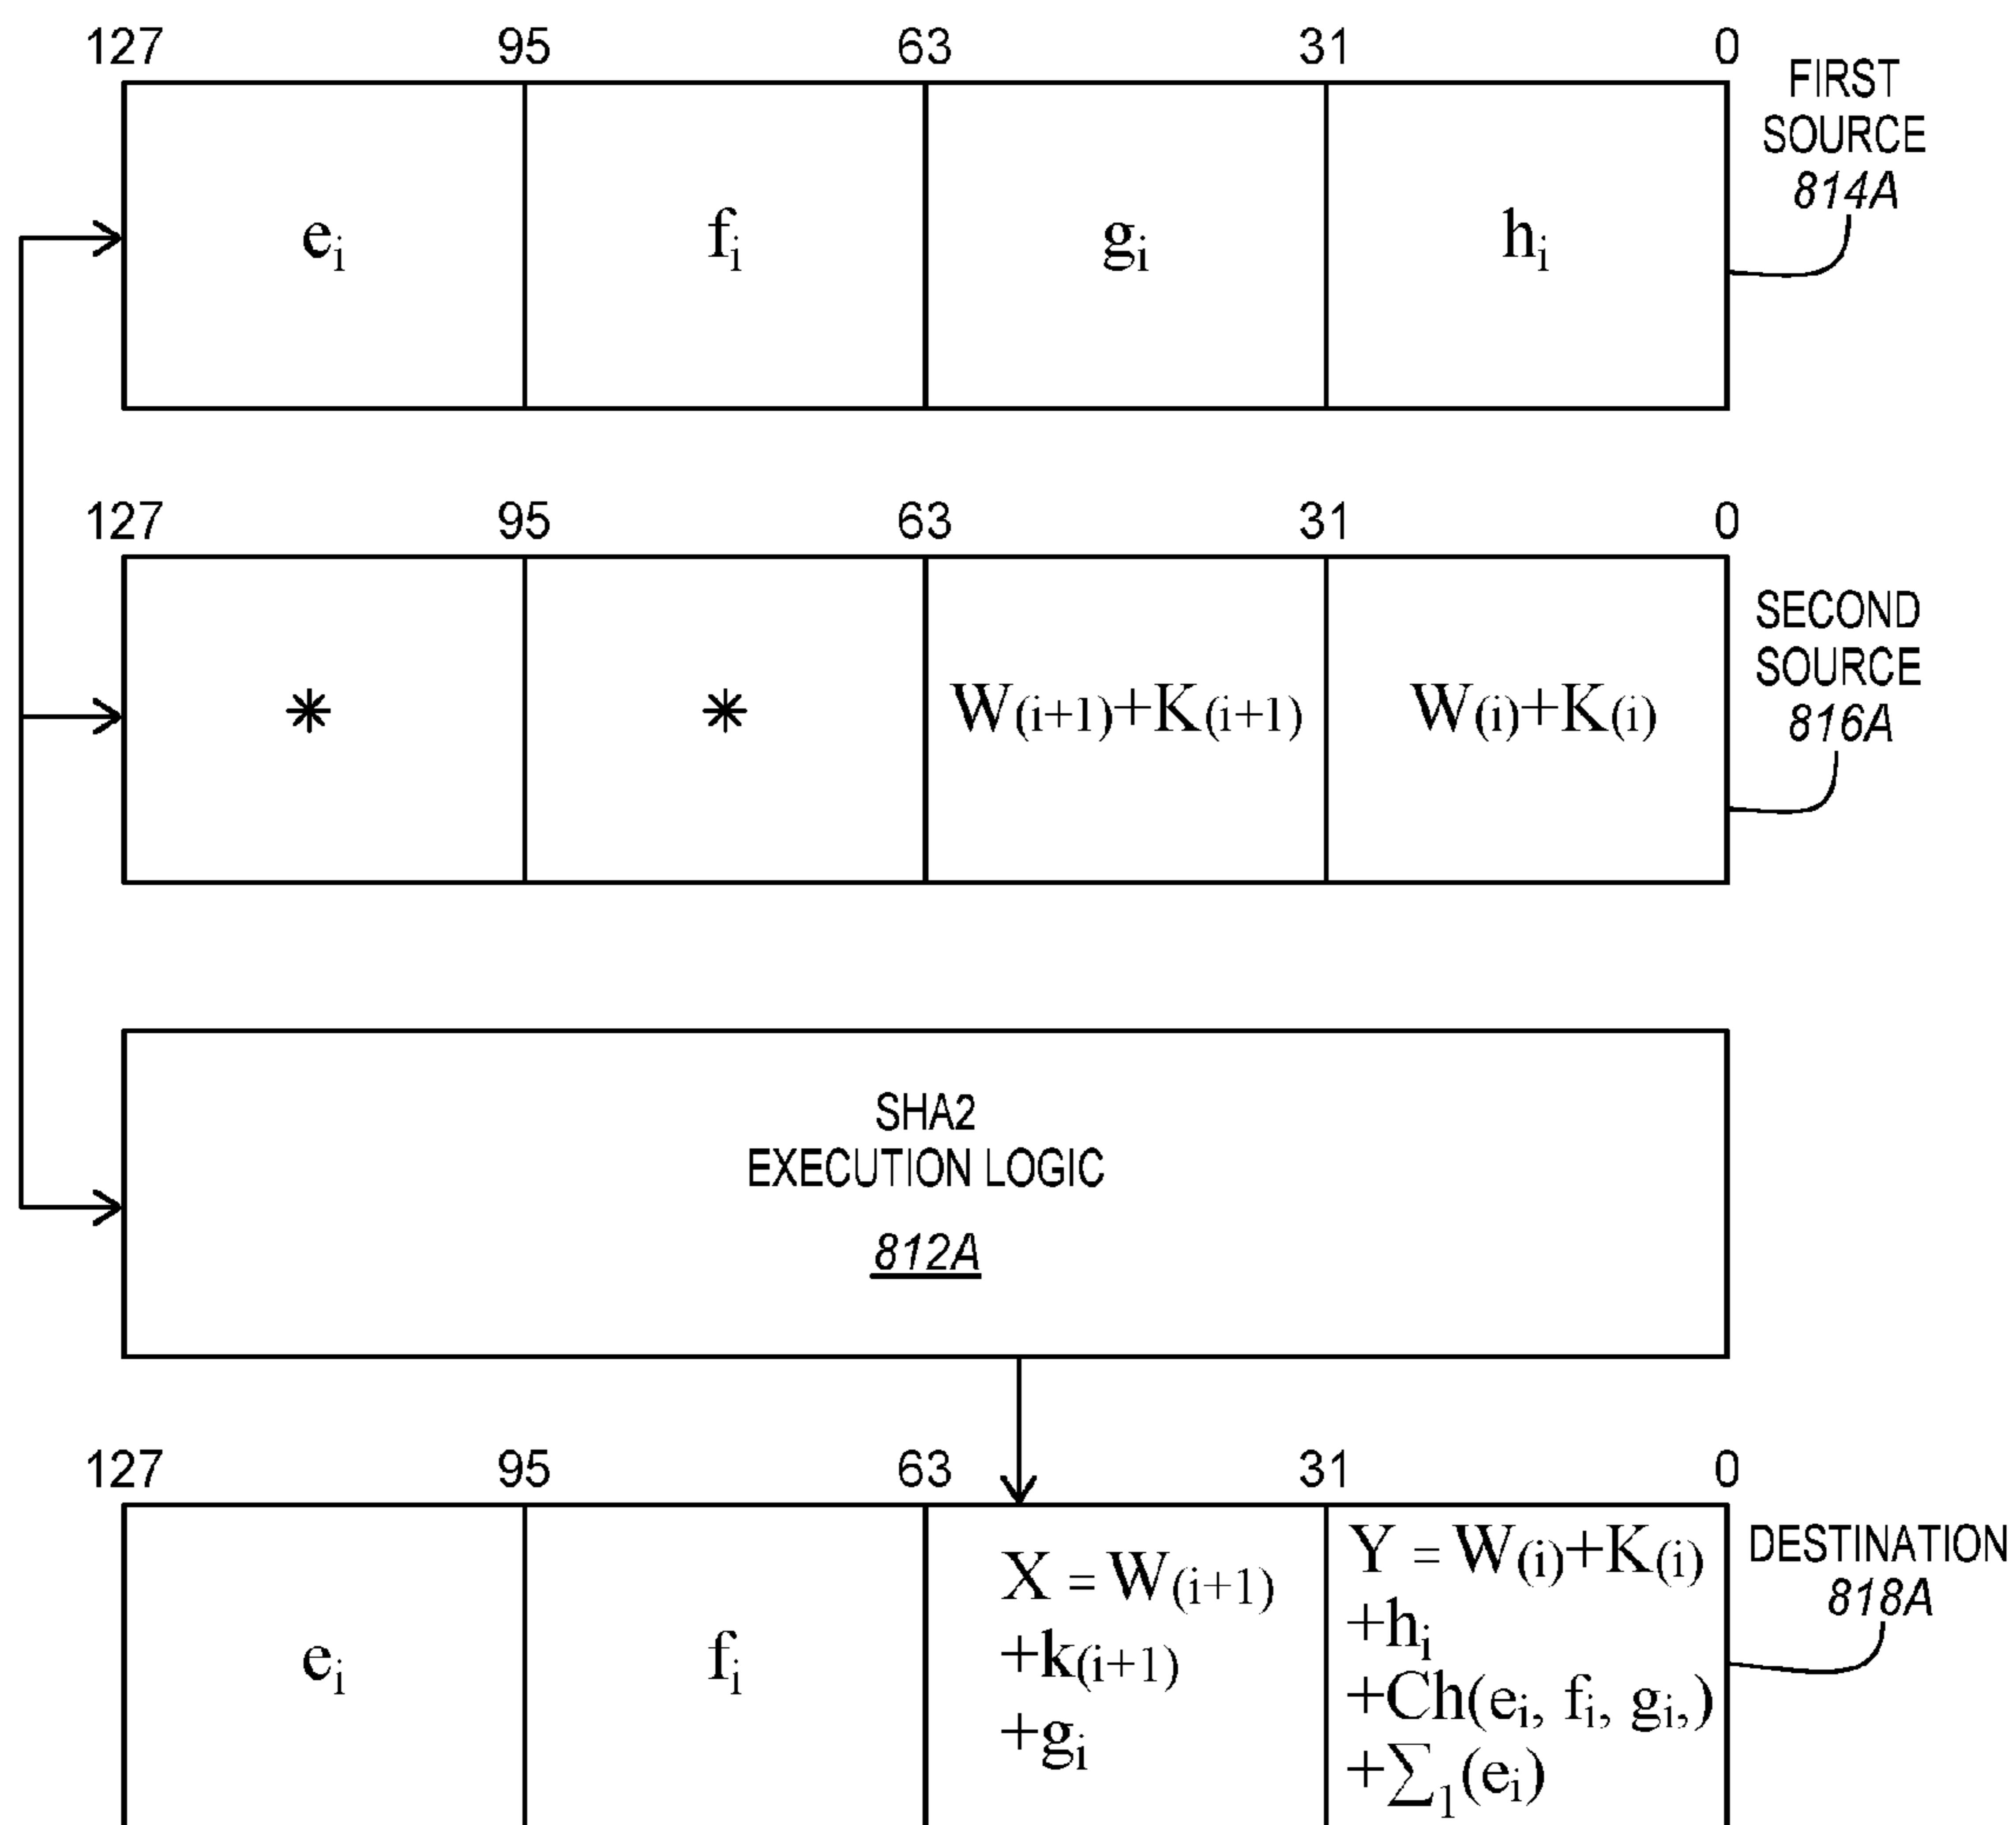 127 95 63 31 0
FIRST
SOURCE
814A
eᵢ fᵢ gᵢ hᵢ
127 95 63 31 0
SECOND
SOURCE
816A
* * W(i+1)+K(i+1) W(i)+K(i)
SHA2
EXECUTION LOGIC
812A
127 95 63 31 0
DESTINATION
818A
eᵢ fᵢ
X = W(i+1)
+k(i+1)
+gᵢ
Y = W(i)+K(i)
+hᵢ
+Ch(eᵢ, fᵢ, gᵢ,)
+∑₁(eᵢ)